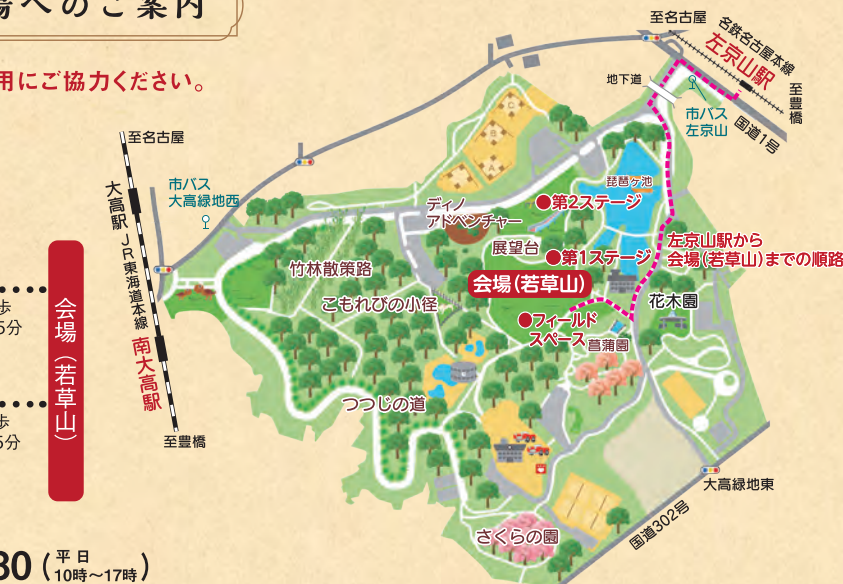 場へのご案内
用にご協力ください。
至名古屋
名鉄名古屋本線
左京山駅
至豊橋
地下道
市バス
左京山
国道1号
至名古屋
大高駅
JR東海道本線
南大高駅
至豊橋
市バス
大高緑地西
C
B
A
琵琶ヶ池
第2ステージ
ディノ
アドベンチャー
展望台
第1ステージ
左京山駅から
会場(若草山)までの順路
会場(若草山)
竹林散策路
こもれびの小径
花木園
フィールド
スペース
菖蒲園
つつじの道
さくらの園
大高緑地東
国道302号
歩
5分
会場(若草山)
歩
5分
30(平日
10時〜17時)